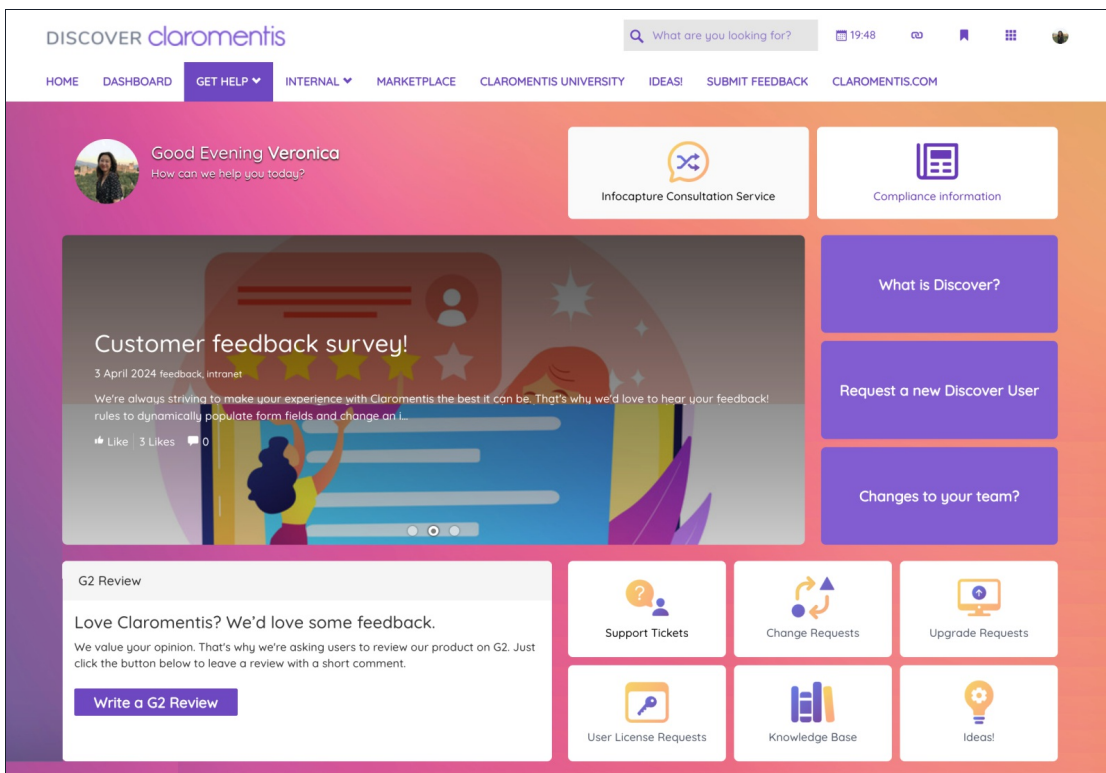 DISCOVER claromentis
What are you looking for?
19:48
HOME DASHBOARD GET HELP INTERNAL MARKETPLACE CLAROMENTIS UNIVERSITY IDEAS! SUBMIT FEEDBACK CLAROMENTIS.COM
Good Evening Veronica
How can we help you today?
Infocapture Consultation Service
Compliance information
Customer feedback survey!
3 April 2024 feedback, intranet
We're always striving to make your experience with Claromentis the best it can be. That's why we'd love to hear your feedback!
rules to dynamically populate form fields and change an i...
Like 3 Likes 0
What is Discover?
Request a new Discover User
Changes to your team?
G2 Review
Love Claromentis? We'd love some feedback.
We value your opinion. That's why we're asking users to review our product on G2. Just
click the button below to leave a review with a short comment.
Write a G2 Review
Support Tickets
Change Requests
Upgrade Requests
User License Requests
Knowledge Base
Ideas!